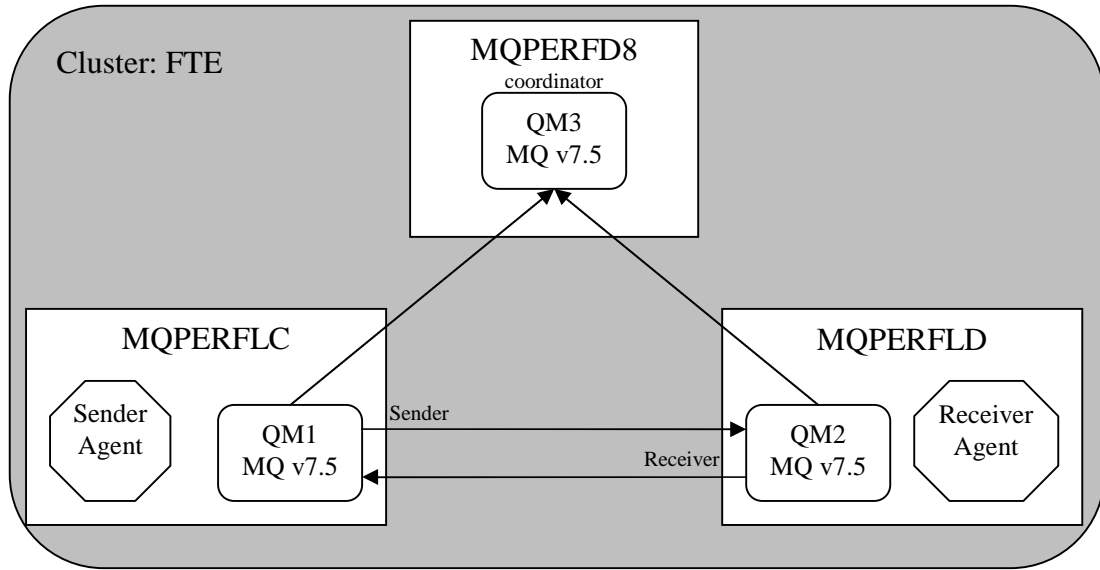 MQPERFD8
coordinator
Cluster: FTE
QM3
MQ v7.5
MQPERFLC
MQPERFLD
Sender
Agent
QM1
MQ v7.5
Sender
Receiver
QM2
MQ v7.5
Receiver
Agent